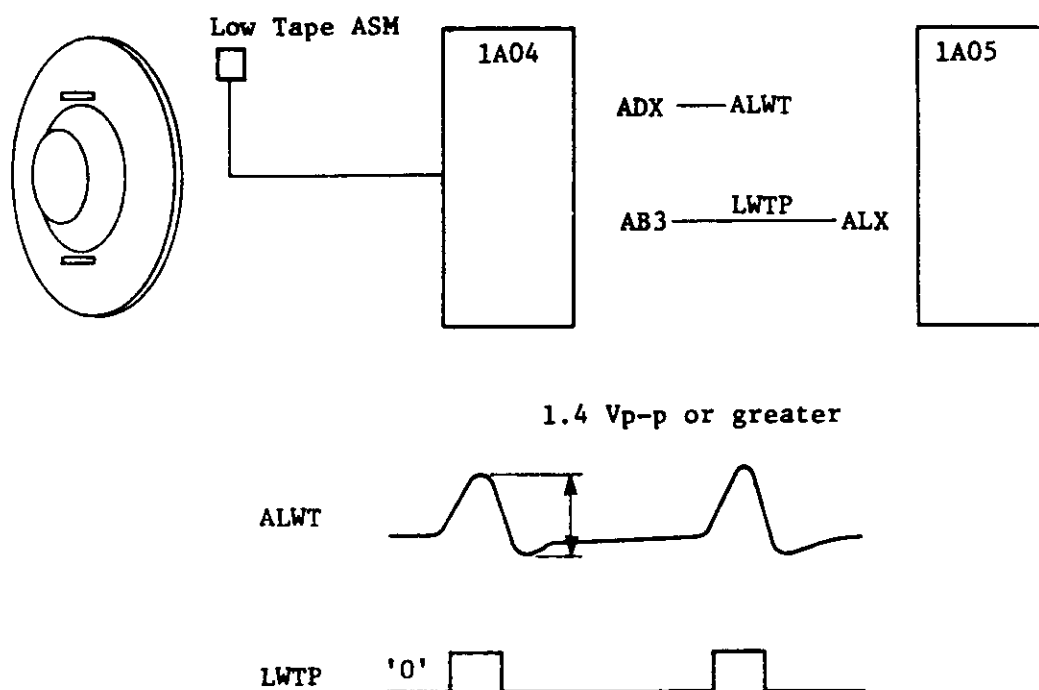 Low Tape ASM
1A04
1A05
ADX ALWT
AB3 LWTP ALX
1.4 Vp-p or greater
ALWT
LWTP '0'